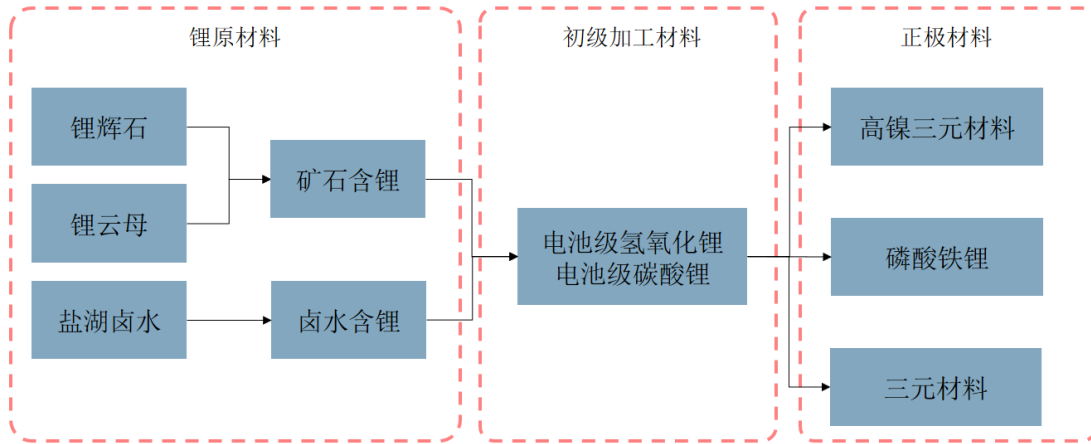 锂原材料
初级加工材料
正极材料
锂辉石
锂云母
盐湖卤水
矿石含锂
卤水含锂
电池级氢氧化锂
电池级碳酸锂
高镍三元材料
磷酸铁锂
三元材料